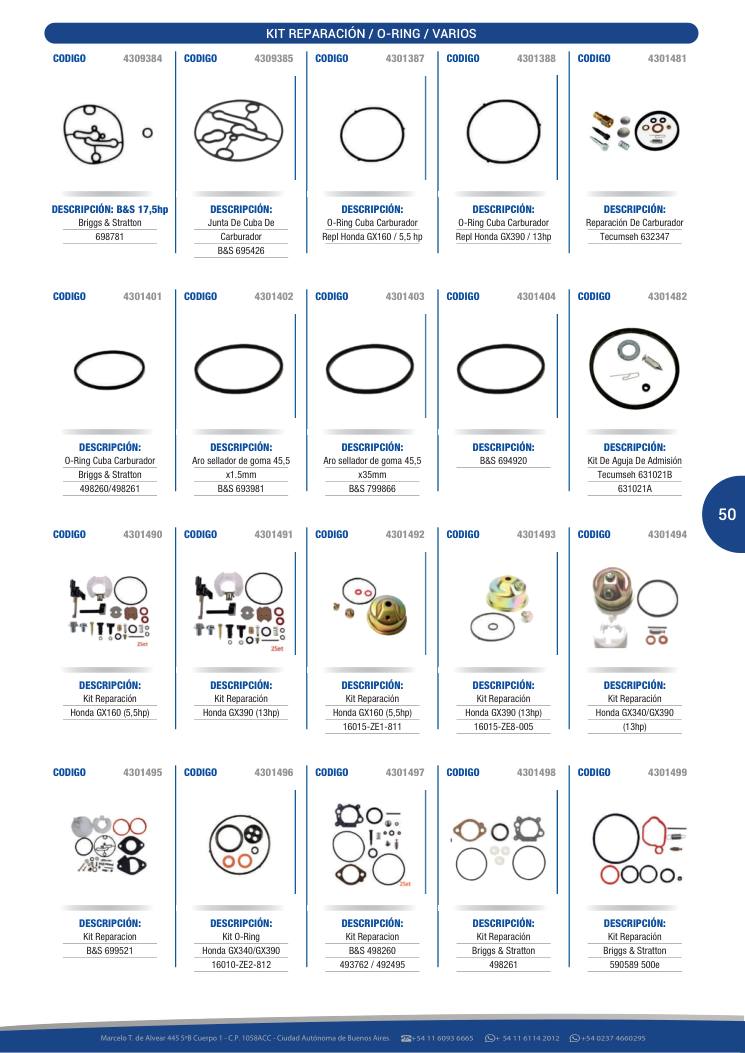 KIT REPARACIÓN / O-RING / VARIOS
CODIGO 4309384
DESCRIPCIÓN: B&S 17,5hp
Briggs & Stratton
698781
CODIGO 4309385
DESCRIPCIÓN:
Junta De Cuba De
Carburador
B&S 695426
CODIGO 4301387
DESCRIPCIÓN:
O-Ring Cuba Carburador
Repl Honda GX160 / 5,5 hp
CODIGO 4301388
DESCRIPCIÓN:
O-Ring Cuba Carburador
Repl Honda GX390 / 13hp
CODIGO 4301481
DESCRIPCIÓN:
Reparación De Carburador
Tecumseh 632347
CODIGO 4301401
DESCRIPCIÓN:
O-Ring Cuba Carburador
Briggs & Stratton
498260/498261
CODIGO 4301402
DESCRIPCIÓN:
Aro sellador de goma 45,5
x1.5mm
B&S 693981
CODIGO 4301403
DESCRIPCIÓN:
Aro sellador de goma 45,5
x35mm
B&S 799866
CODIGO 4301404
DESCRIPCIÓN:
B&S 694920
CODIGO 4301482
DESCRIPCIÓN:
Kit De Aguja De Admisión
Tecumseh 631021B
631021A
50
CODIGO 4301490
2Set
DESCRIPCIÓN:
Kit Reparación
Honda GX160 (5,5hp)
CODIGO 4301491
2Set
DESCRIPCIÓN:
Kit Reparación
Honda GX390 (13hp)
CODIGO 4301492
DESCRIPCIÓN:
Kit Reparación
Honda GX160 (5,5hp)
16015-ZE1-811
CODIGO 4301493
DESCRIPCIÓN:
Kit Reparación
Honda GX390 (13hp)
16015-ZE8-005
CODIGO 4301494
DESCRIPCIÓN:
Kit Reparación
Honda GX340/GX390
(13hp)
CODIGO 4301495
DESCRIPCIÓN:
Kit Reparacion
B&S 699521
CODIGO 4301496
DESCRIPCIÓN:
Kit O-Ring
Honda GX340/GX390
16010-ZE2-812
CODIGO 4301497
2Set
DESCRIPCIÓN:
Kit Reparacion
B&S 498260
493762 / 492495
CODIGO 4301498
DESCRIPCIÓN:
Kit Reparación
Briggs & Stratton
498261
CODIGO 4301499
DESCRIPCIÓN:
Kit Reparación
Briggs & Stratton
590589 500e
Marcelo T. de Alvear 445 5ºB Cuerpo 1 - C.P. 1058ACC - Ciudad Autónoma de Buenos Aires. +54 11 6093 6665 + 54 11 6114 2012 +54 0237 4660295